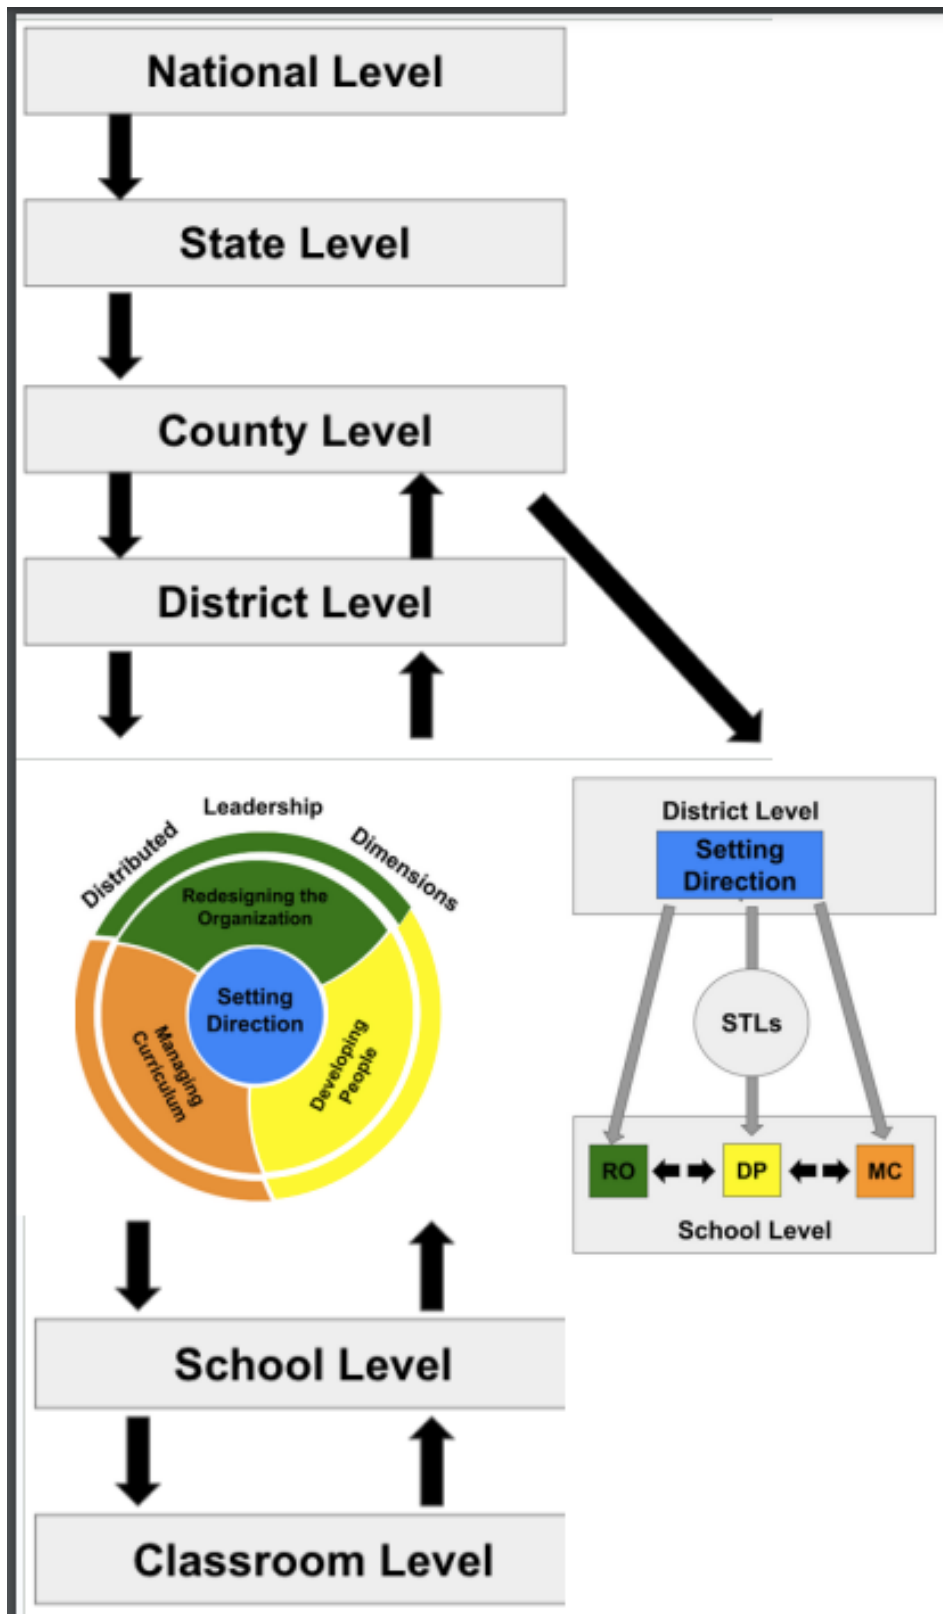 National Level
State Level
County Level
District Level
Distributed Leadership Dimensions
Redesigning the
Organization
Setting
Direction
Managing
Curriculum
Developing
People
District Level
Setting
Direction
STLs
RO
DP
MC
School Level
School Level
Classroom Level